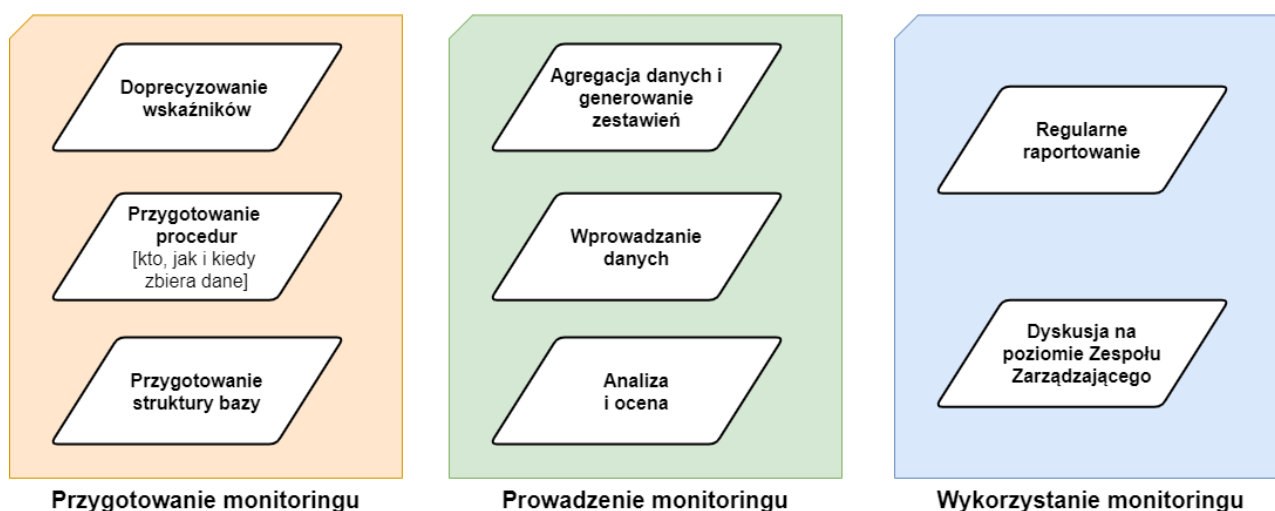 Doprecyzowanie
wskaźników
Przygotowanie
procedur
[kto, jak i kiedy
zbiera dane]
Przygotowanie
struktury bazy
Przygotowanie monitoringu
Agregacja danych i
generowanie
zestawień
Wprowadzanie
danych
Analiza
i ocena
Prowadzenie monitoringu
Regularne
raportowanie
Dyskusja na
poziomie Zespołu
Zarządzającego
Wykorzystanie monitoringu